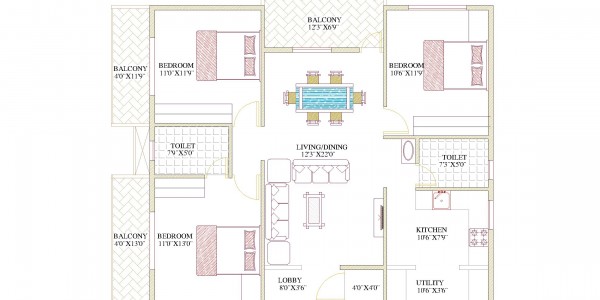 BALCONY
12'3"X6'9"
BEDROOM
11'0"X11'9"
BEDROOM
10'6"X11'9"
BALCONY
4'0"X11'9"
TOILET
7'9"X5'0"
LIVING/DINING
12'3"X22'0"
TOILET
7'3"X5'0"
BALCONY
4'0"X13'0"
BEDROOM
11'0"X13'0"
KITCHEN
10'6"X7'9"
LOBBY
8'0"X3'6"
4'0"X4'0"
UTILITY
10'6"X3'6"